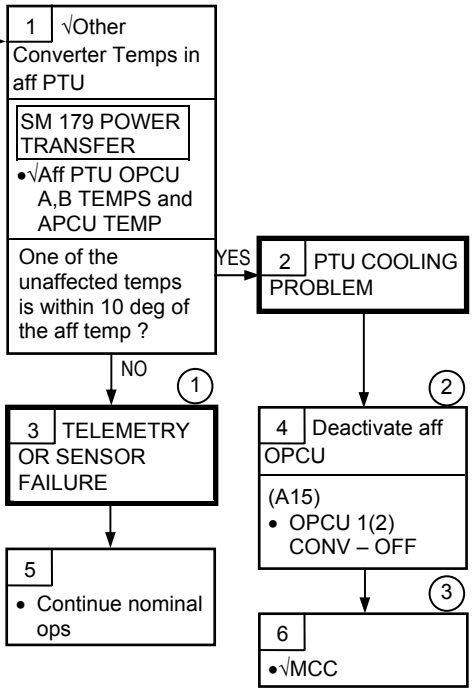 1 √Other
Converter Temps in
aff PTU
SM 179 POWER
TRANSFER
•√Aff PTU OPCU
A,B TEMPS and
APCU TEMP
One of the
unaffected temps
is within 10 deg of
the aff temp ?
YES
NO
2 PTU COOLING
PROBLEM
1
3 TELEMETRY
OR SENSOR
FAILURE
2
4 Deactivate aff
OPCU
(A15)
• OPCU 1(2)
CONV – OFF
5
• Continue nominal
ops
3
6
•√MCC